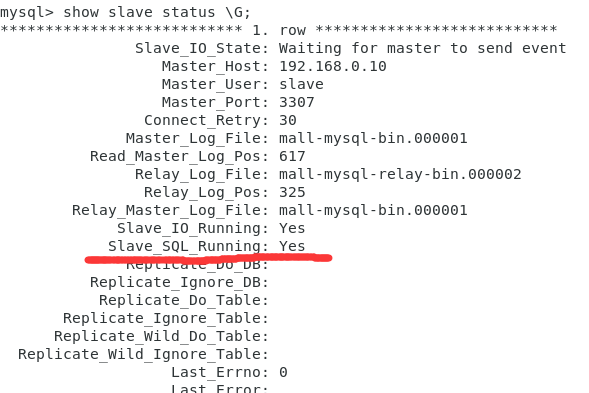 mysql> show slave status \G;
*************************** 1. row ***************************
Slave_IO_State: Waiting for master to send event
Master_Host: 192.168.0.10
Master_User: slave
Master_Port: 3307
Connect_Retry: 30
Master_Log_File: mall-mysql-bin.000001
Read_Master_Log_Pos: 617
Relay_Log_File: mall-mysql-relay-bin.000002
Relay_Log_Pos: 325
Relay_Master_Log_File: mall-mysql-bin.000001
Slave_IO_Running: Yes
Slave_SQL_Running: Yes
Replicate_Do_DB:
Replicate_Ignore_DB:
Replicate_Do_Table:
Replicate_Ignore_Table:
Replicate_Wild_Do_Table:
Replicate_Wild_Ignore_Table:
Last_Errno: 0
Last_Error: